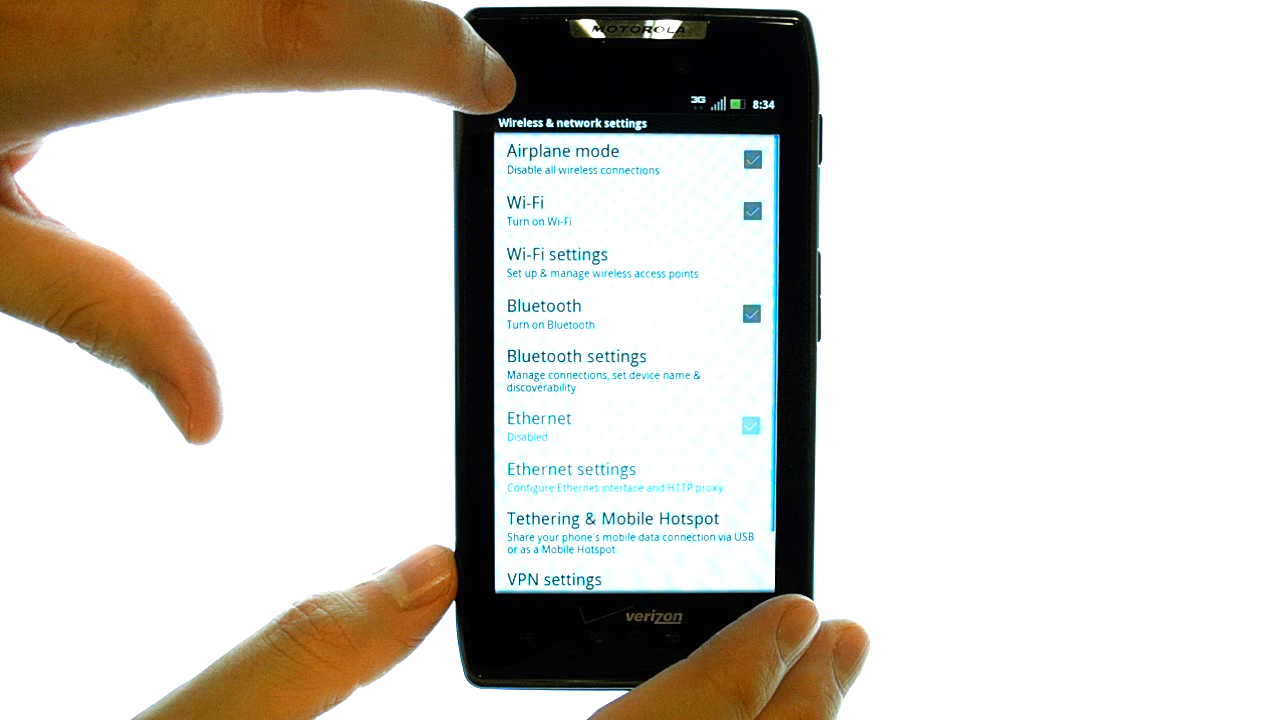 MOTOROLA
3G 8:34
Wireless & network settings
Airplane mode
Disable all wireless connections
Wi-Fi
Turn on Wi-Fi
Wi-Fi settings
Set up & manage wireless access points
Bluetooth
Turn on Bluetooth
Bluetooth settings
Manage connections, set device name &
discoverability
Ethernet
Disabled
Ethernet settings
Configure Ethernet interface and HTTP proxy
Tethering & Mobile Hotspot
Share your phone's mobile data connection via USB
or as a Mobile Hotspot
VPN settings
verizon